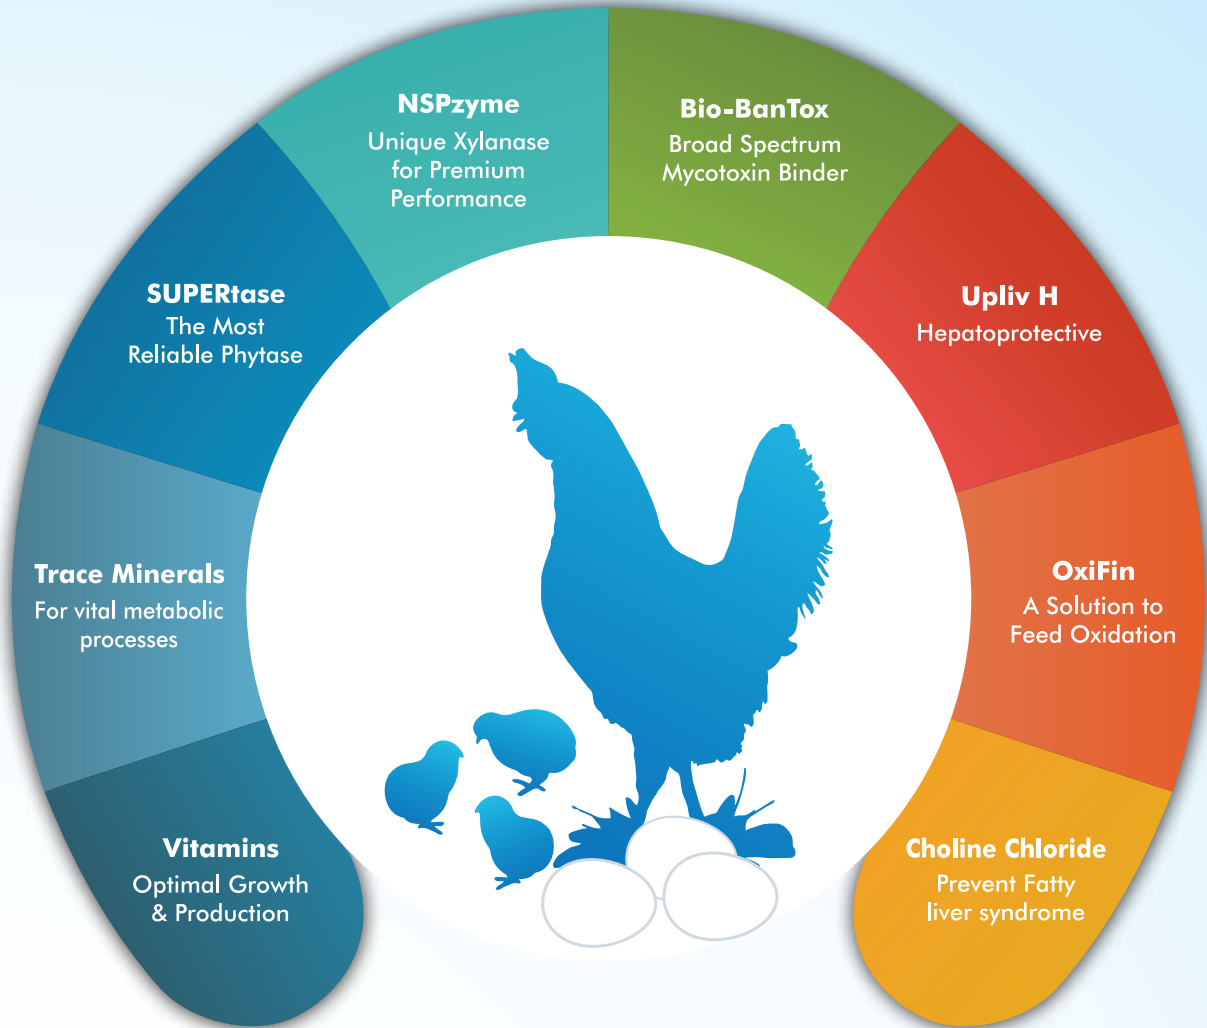 NSPzyme
Unique Xylanase
for Premium
Performance
Bio-BanTox
Broad Spectrum
Mycotoxin Binder
SUPERtase
The Most
Reliable Phytase
Upliv H
Hepatoprotective
Trace Minerals
For vital metabolic
processes
OxiFin
A Solution to
Feed Oxidation
Vitamins
Optimal Growth
& Production
Choline Chloride
Prevent Fatty
liver syndrome